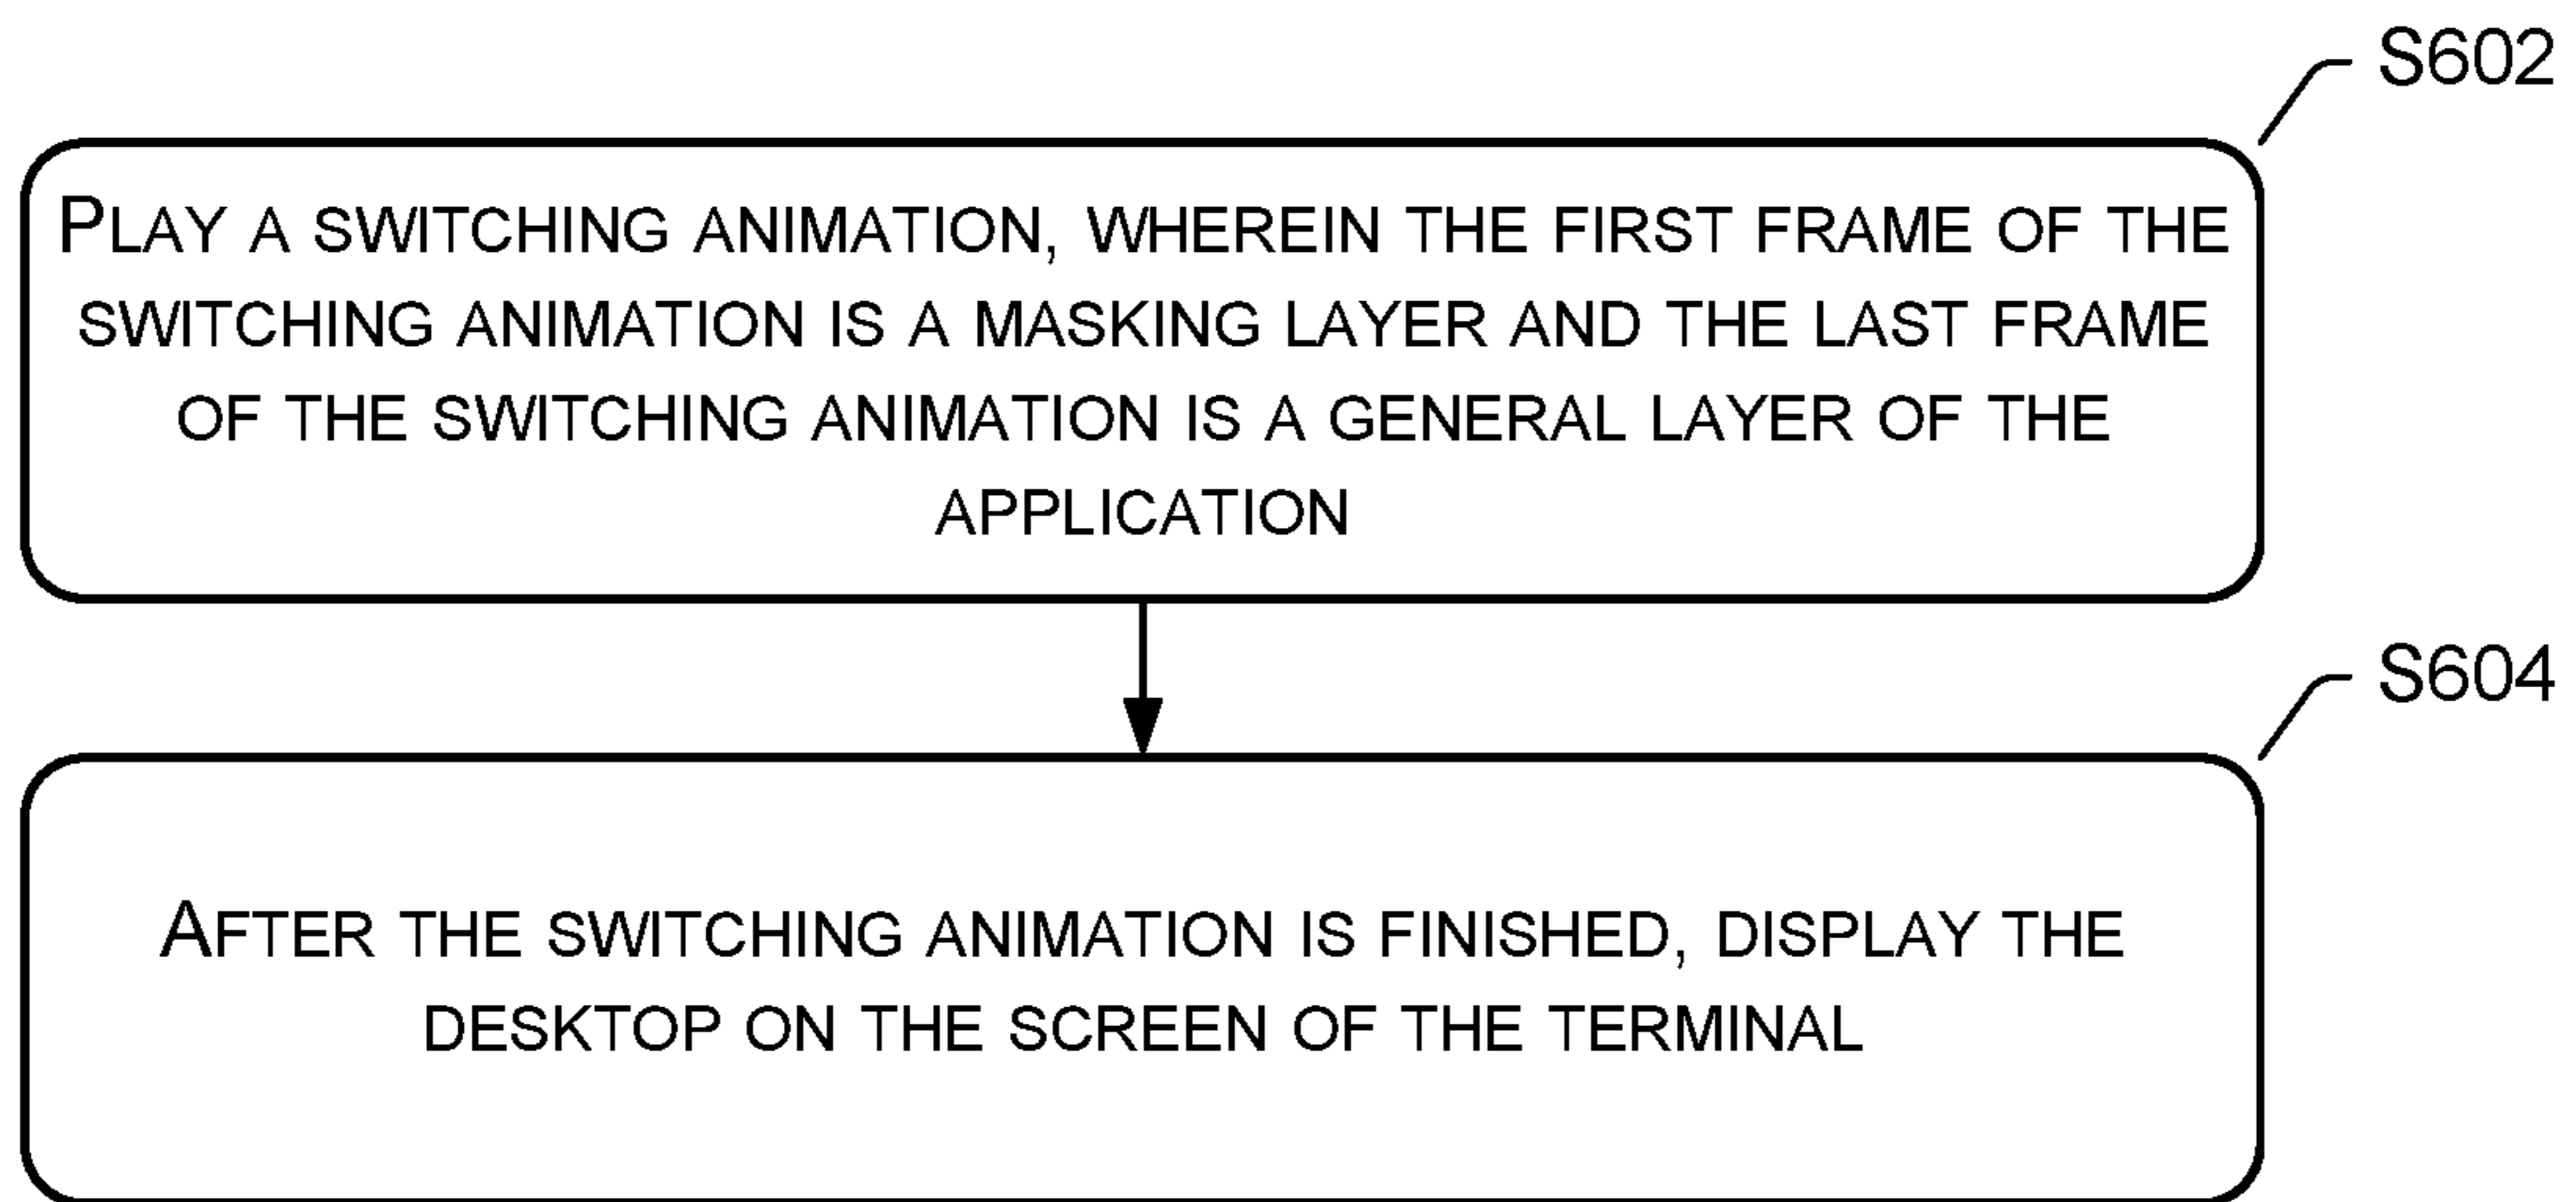 S602
PLAY A SWITCHING ANIMATION, WHEREIN THE FIRST FRAME OF THE
SWITCHING ANIMATION IS A MASKING LAYER AND THE LAST FRAME
OF THE SWITCHING ANIMATION IS A GENERAL LAYER OF THE
APPLICATION
S604
AFTER THE SWITCHING ANIMATION IS FINISHED, DISPLAY THE
DESKTOP ON THE SCREEN OF THE TERMINAL